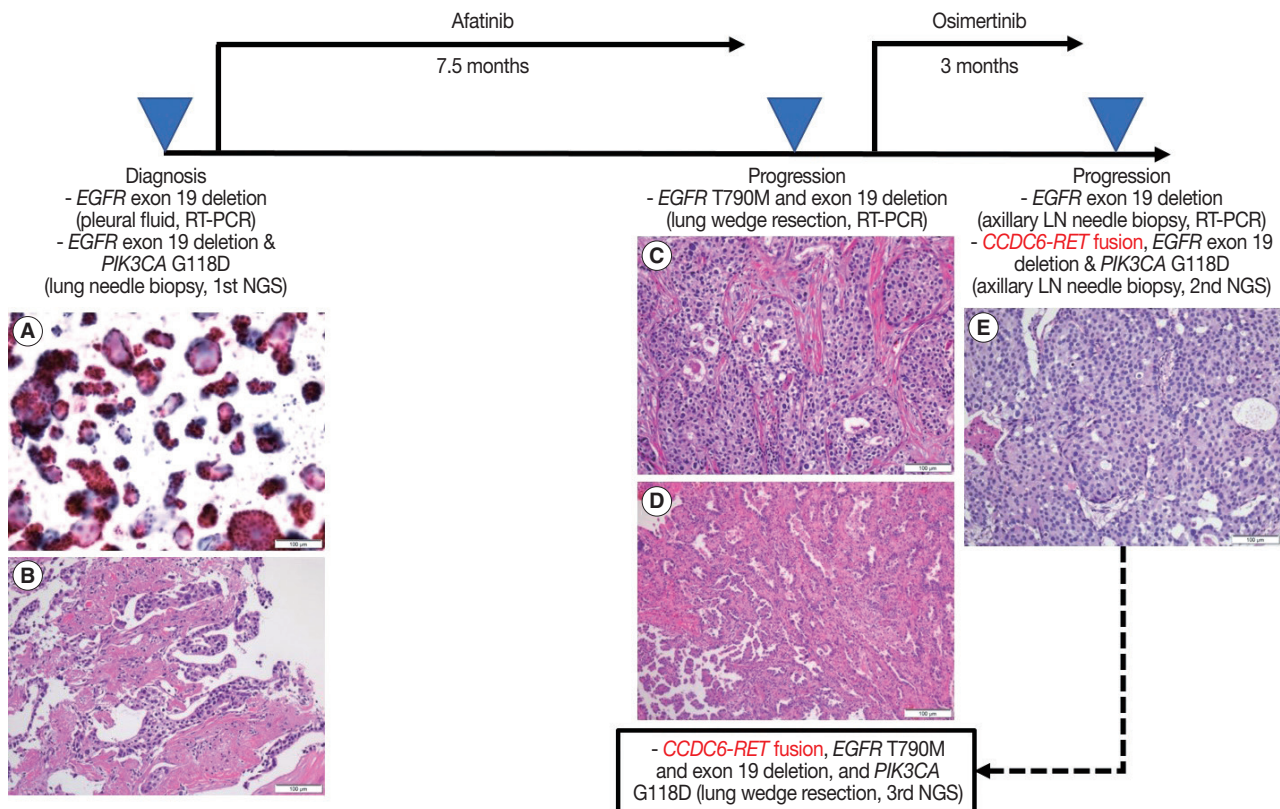 Afatinib
7.5 months
Osimertinib
3 months
Diagnosis
- EGFR exon 19 deletion
(pleural fluid, RT-PCR)
- EGFR exon 19 deletion &
PIK3CA G118D
(lung needle biopsy, 1st NGS)
Progression
- EGFR T790M and exon 19 deletion
(lung wedge resection, RT-PCR)
Progression
- EGFR exon 19 deletion
(axillary LN needle biopsy, RT-PCR)
- CCDC6-RET fusion, EGFR exon 19
deletion & PIK3CA G118D
(axillary LN needle biopsy, 2nd NGS)
A
100 µm
B
100 µm
C
100 µm
D
100 µm
E
100 µm
- CCDC6-RET fusion, EGFR T790M
and exon 19 deletion, and PIK3CA
G118D (lung wedge resection, 3rd NGS)